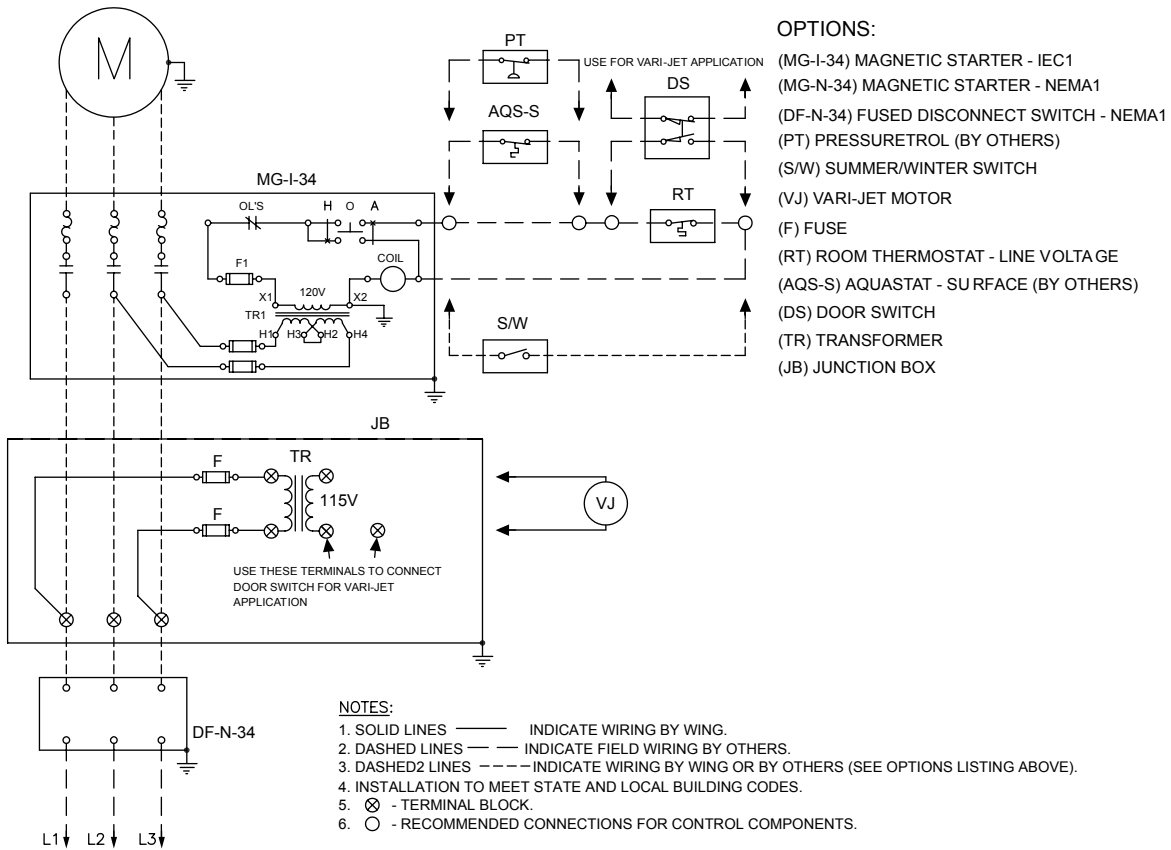 M
PT
USE FOR VARI-JET APPLICATION
DS
AQS-S
RT
S/W
MG-I-34
OL'S
H O A
F1
COIL
X1 120V X2
TR1
H1 H3 H2 H4
OPTIONS:
(MG-I-34) MAGNETIC STARTER - IEC1
(MG-N-34) MAGNETIC STARTER - NEMA1
(DF-N-34) FUSED DISCONNECT SWITCH - NEMA1
(PT) PRESSURETROL (BY OTHERS)
(S/W) SUMMER/WINTER SWITCH
(VJ) VARI-JET MOTOR
(F) FUSE
(RT) ROOM THERMOSTAT - LINE VOLTAGE
(AQS-S) AQUASTAT - SURFACE (BY OTHERS)
(DS) DOOR SWITCH
(TR) TRANSFORMER
(JB) JUNCTION BOX
JB
F
TR
115V
F
VJ
USE THESE TERMINALS TO CONNECT
DOOR SWITCH FOR VARI-JET
APPLICATION
DF-N-34
L1 L2 L3
NOTES:
1. SOLID LINES INDICATE WIRING BY WING.
2. DASHED LINES INDICATE FIELD WIRING BY OTHERS.
3. DASHED2 LINES INDICATE WIRING BY WING OR BY OTHERS (SEE OPTIONS LISTING ABOVE).
4. INSTALLATION TO MEET STATE AND LOCAL BUILDING CODES.
5. - TERMINAL BLOCK.
6. - RECOMMENDED CONNECTIONS FOR CONTROL COMPONENTS.